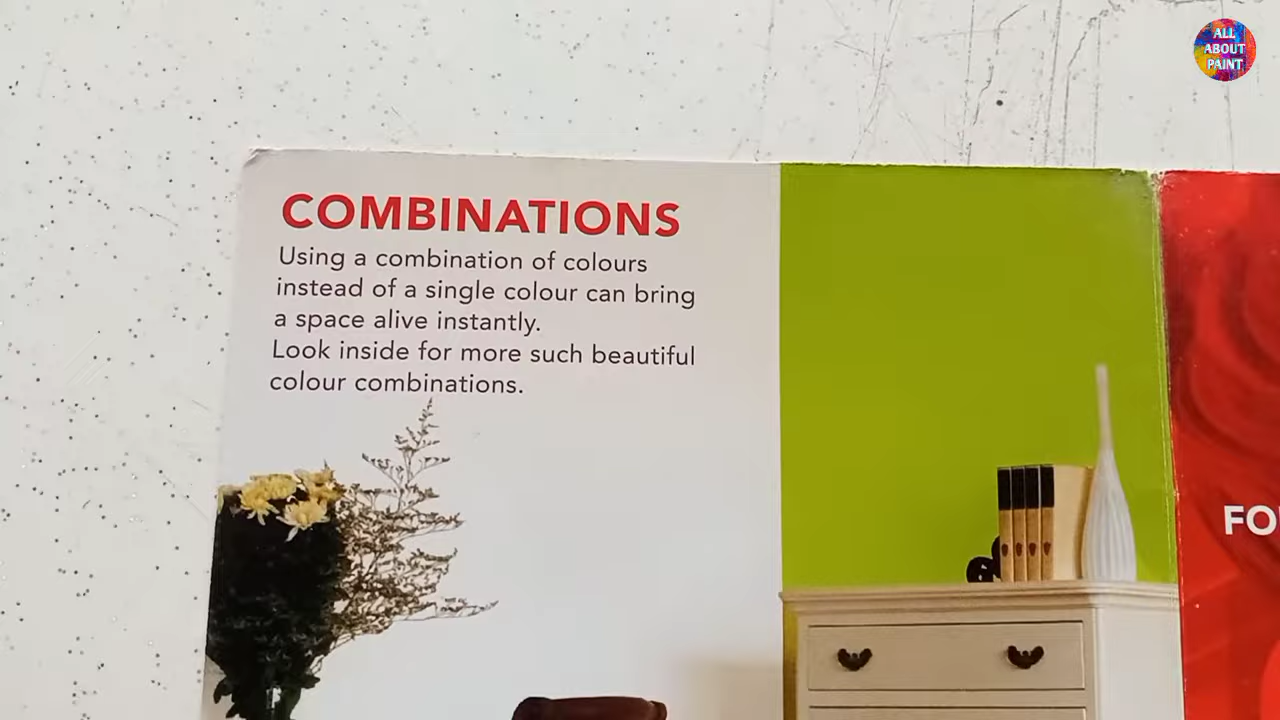 ALL
ABOUT
PAINT
COMBINATIONS
Using a combination of colours
instead of a single colour can bring
a space alive instantly.
Look inside for more such beautiful
colour combinations.